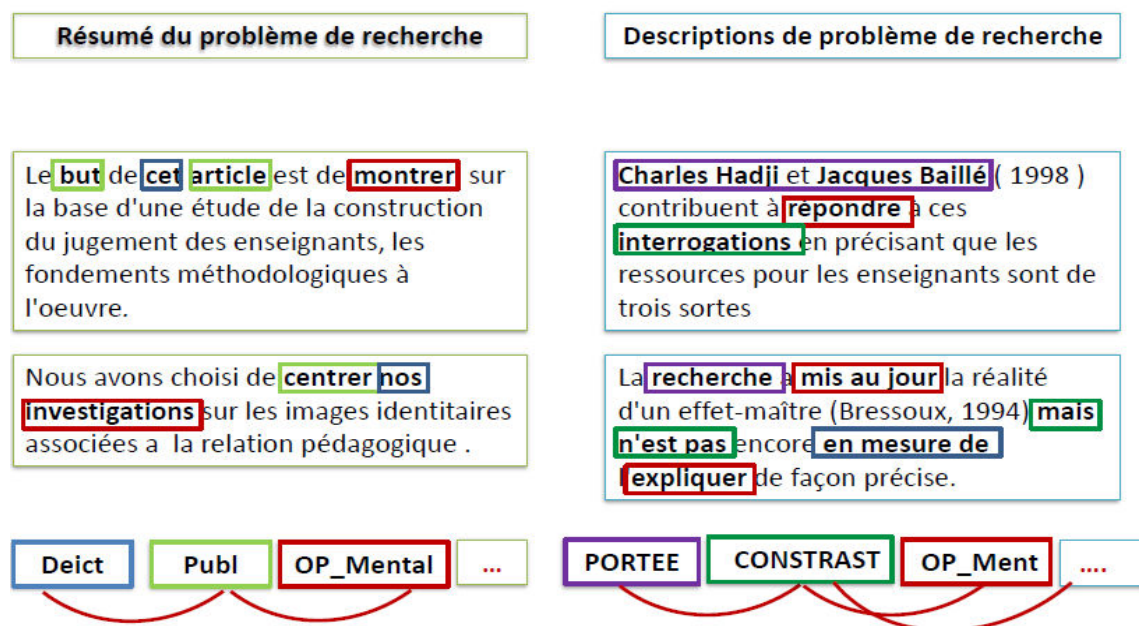 Résumé du problème de recherche
Descriptions de problème de recherche
Le but de cet article est de montrer sur
la base d'une étude de la construction
du jugement des enseignants, les
fondements méthodologiques à
l'oeuvre.
Charles Hadji et Jacques Baillé ( 1998 )
contribuent à répondre à ces
interrogations en précisant que les
ressources pour les enseignants sont de
trois sortes
Nous avons choisi de centrer nos
investigations sur les images identitaires
associées a la relation pédagogique .
La recherche a mis au jour la réalité
d'un effet-maître (Bressoux, 1994) mais
n'est pas encore en mesure de
l'expliquer de façon précise.
Deict Publ OP_Mental ...
PORTEE CONSTRAST OP_Ment ....